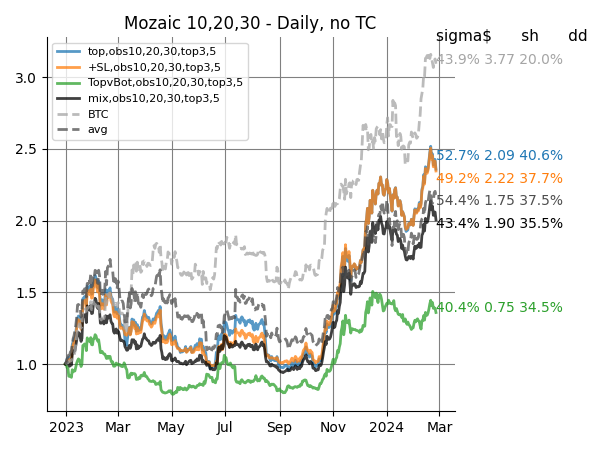 Mozaic 10,20,30 - Daily, no TC
sigma$ sh dd
top,obs10,20,30,top3,5
+SL,obs10,20,30,top3,5
TopvBot,obs10,20,30,top3,5
mix,obs10,20,30,top3,5
BTC
avg
43.9% 3.77 20.0%
52.7% 2.09 40.6%
49.2% 2.22 37.7%
54.4% 1.75 37.5%
43.4% 1.90 35.5%
40.4% 0.75 34.5%
3.0
2.5
2.0
1.5
1.0
2023 Mar May Jul Sep Nov 2024 Mar